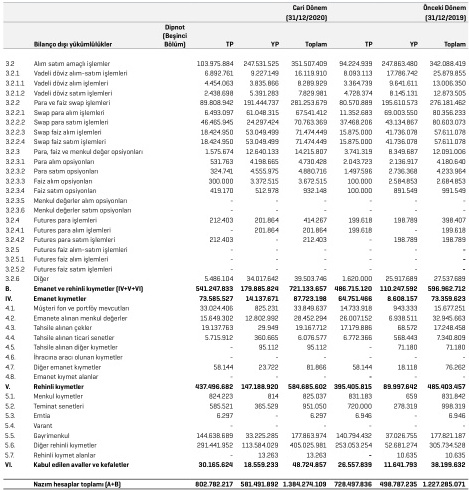 Cari Dönem Önceki Dönem
(31/12/2020) (31/12/2019)
Dipnot
(Beşinci
Bilanço dışı yükümlülükler Bölüm) TP YP Toplam TP YP Toplam
3.2 Alım satım amaçlı işlemler 103.975.884 247.531.525 351.507.409 94.224.939 247.863.480 342.088.419
3.2.1 Vadeli döviz alım-satım işlemleri 6.892.761 9.227.149 16.119.910 8.093.113 17.786.742 25.879.855
3.2.1.1 Vadeli döviz alım işlemleri 4.454.063 3.835.866 8.289.929 3.364.739 9.641.611 13.006.350
3.2.1.2 Vadeli döviz satım işlemleri 2.438.698 5.391.283 7.829.981 4.728.374 8.145.131 12.873.505
3.2.2 Para ve faiz swap işlemleri 89.808.942 191.444.737 281.253.679 80.570.889 195.610.573 276.181.462
3.2.2.1 Swap para alım işlemleri 6.493.097 61.048.315 67.541.412 11.352.683 69.003.550 80.356.233
3.2.2.2 Swap para satım işlemleri 46.465.945 24.297.424 70.763.369 37.468.206 43.134.867 80.603.073
3.2.2.3 Swap faiz alım işlemleri 18.424.950 53.049.499 71.474.449 15.875.000 41.736.078 57.611.078
3.2.2.4 Swap faiz satım işlemleri 18.424.950 53.049.499 71.474.449 15.875.000 41.736.078 57.611.078
3.2.3 Para, faiz ve menkul değer opsiyonları 1.575.674 12.640.133 14.215.807 3.741.319 8.349.687 12.091.006
3.2.3.1 Para alım opsiyonları 531.763 4.198.665 4.730.428 2.043.723 2.136.917 4.180.640
3.2.3.2 Para satım opsiyonları 324.741 4.555.975 4.880.716 1.497.596 2.736.368 4.233.964
3.2.3.3 Faiz alım opsiyonları 300.000 3.372.515 3.672.515 100.000 2.584.853 2.684.853
3.2.3.4 Faiz satım opsiyonları 419.170 512.978 932.148 100.000 891.549 991.549
3.2.3.5 Menkul değerler alım opsiyonları - - - - - -
3.2.3.6 Menkul değerler satım opsiyonları - - - - - -
3.2.4 Futures para işlemleri 212.403 201.864 414.267 199.618 198.789 398.407
3.2.4.1 Futures para alım işlemleri - 201.864 201.864 199.618 - 199.618
3.2.4.2 Futures para satım işlemleri 212.403 - 212.403 - 198.789 198.789
3.2.5 Futures faiz alım-satım işlemleri - - - - - -
3.2.5.1 Futures faiz alım işlemleri - - - - - -
3.2.5.2 Futures faiz satım işlemleri - - - - - -
3.2.6 Diğer 5.486.104 34.017.642 39.503.746 1.620.000 25.917.689 27.537.689
B. Emanet ve rehinli kıymetler (IV+V+VI) 541.247.833 179.885.824 721.133.657 486.715.120 110.247.592 596.962.712
IV. Emanet kıymetler 73.585.527 14.137.671 87.723.198 64.751.466 8.608.157 73.359.623
4.1. Müşteri fon ve portföy mevcutları 33.024.406 825.231 33.849.637 14.733.918 943.333 15.677.251
4.2. Emanete alınan menkul değerler 15.649.302 12.802.992 28.452.294 26.007.152 6.938.511 32.945.663
4.3. Tahsile alınan çekler 19.137.763 29.949 19.167.712 17.179.886 68.572 17.248.458
4.4. Tahsile alınan ticari senetler 5.715.912 360.665 6.076.577 6.772.366 568.443 7.340.809
4.5. Tahsile alınan diğer kıymetler - 95.112 95.112 - 71.180 71.180
4.6. İhracına aracı olunan kıymetler - - - - - -
4.7. Diğer emanet kıymetler 58.144 23.722 81.866 58.144 18.118 76.262
4.8. Emanet kıymet alanlar - - - - - -
V. Rehinli kıymetler 437.496.682 147.188.920 584.685.602 395.405.815 89.997.642 485.403.457
5.1. Menkul kıymetler 824.223 814 825.037 831.183 659 831.842
5.2. Teminat senetleri 585.521 365.529 951.050 720.000 278.319 998.319
5.3. Emtia 6.297 - 6.297 6.946 - 6.946
5.4. Varant - - - - - -
5.5. Gayrimenkul 144.638.689 33.225.285 177.863.974 140.794.432 37.026.755 177.821.187
5.6. Diğer rehinli kıymetler 291.441.952 113.584.029 405.025.981 253.053.254 52.681.274 305.734.528
5.7. Rehinli kıymet alanlar - 13.263 13.263 - 10.635 10.635
VI. Kabul edilen avaller ve kefaletler 30.165.624 18.559.233 48.724.857 26.557.839 11.641.793 38.199.632
Nazım hesaplar toplamı (A+B) 802.782.217 581.491.892 1.384.274.109 728.497.836 498.787.235 1.227.285.071